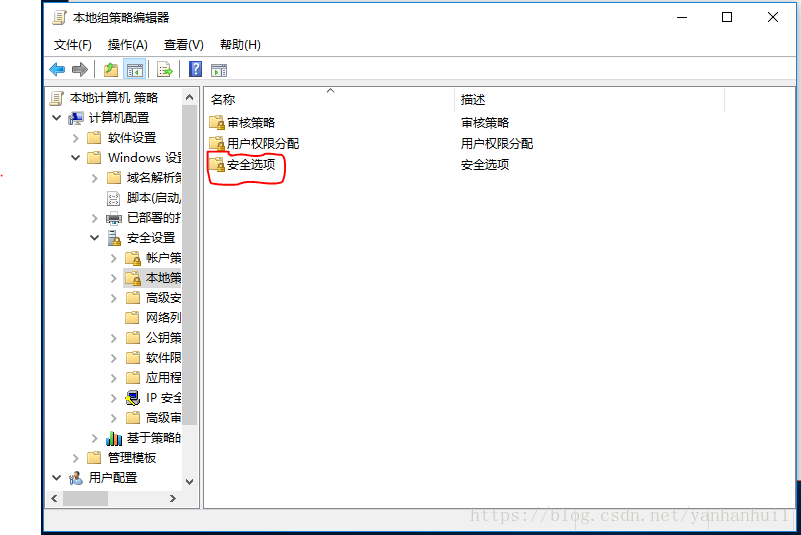 本地组策略编辑器
文件(F) 操作(A) 查看(V) 帮助(H)
本地计算机 策略
计算机配置
软件设置
Windows 设
域名解析
脚本(启动/
已部署的
安全设置
帐户策
本地策
高级安
网络列
公钥策
软件限
应用程
IP 安全
高级审
基于策略的
管理模板
用户配置
名称 描述
审核策略 审核策略
用户权限分配 用户权限分配
安全选项 安全选项
https://blog.csdn.net/yanhanhui1